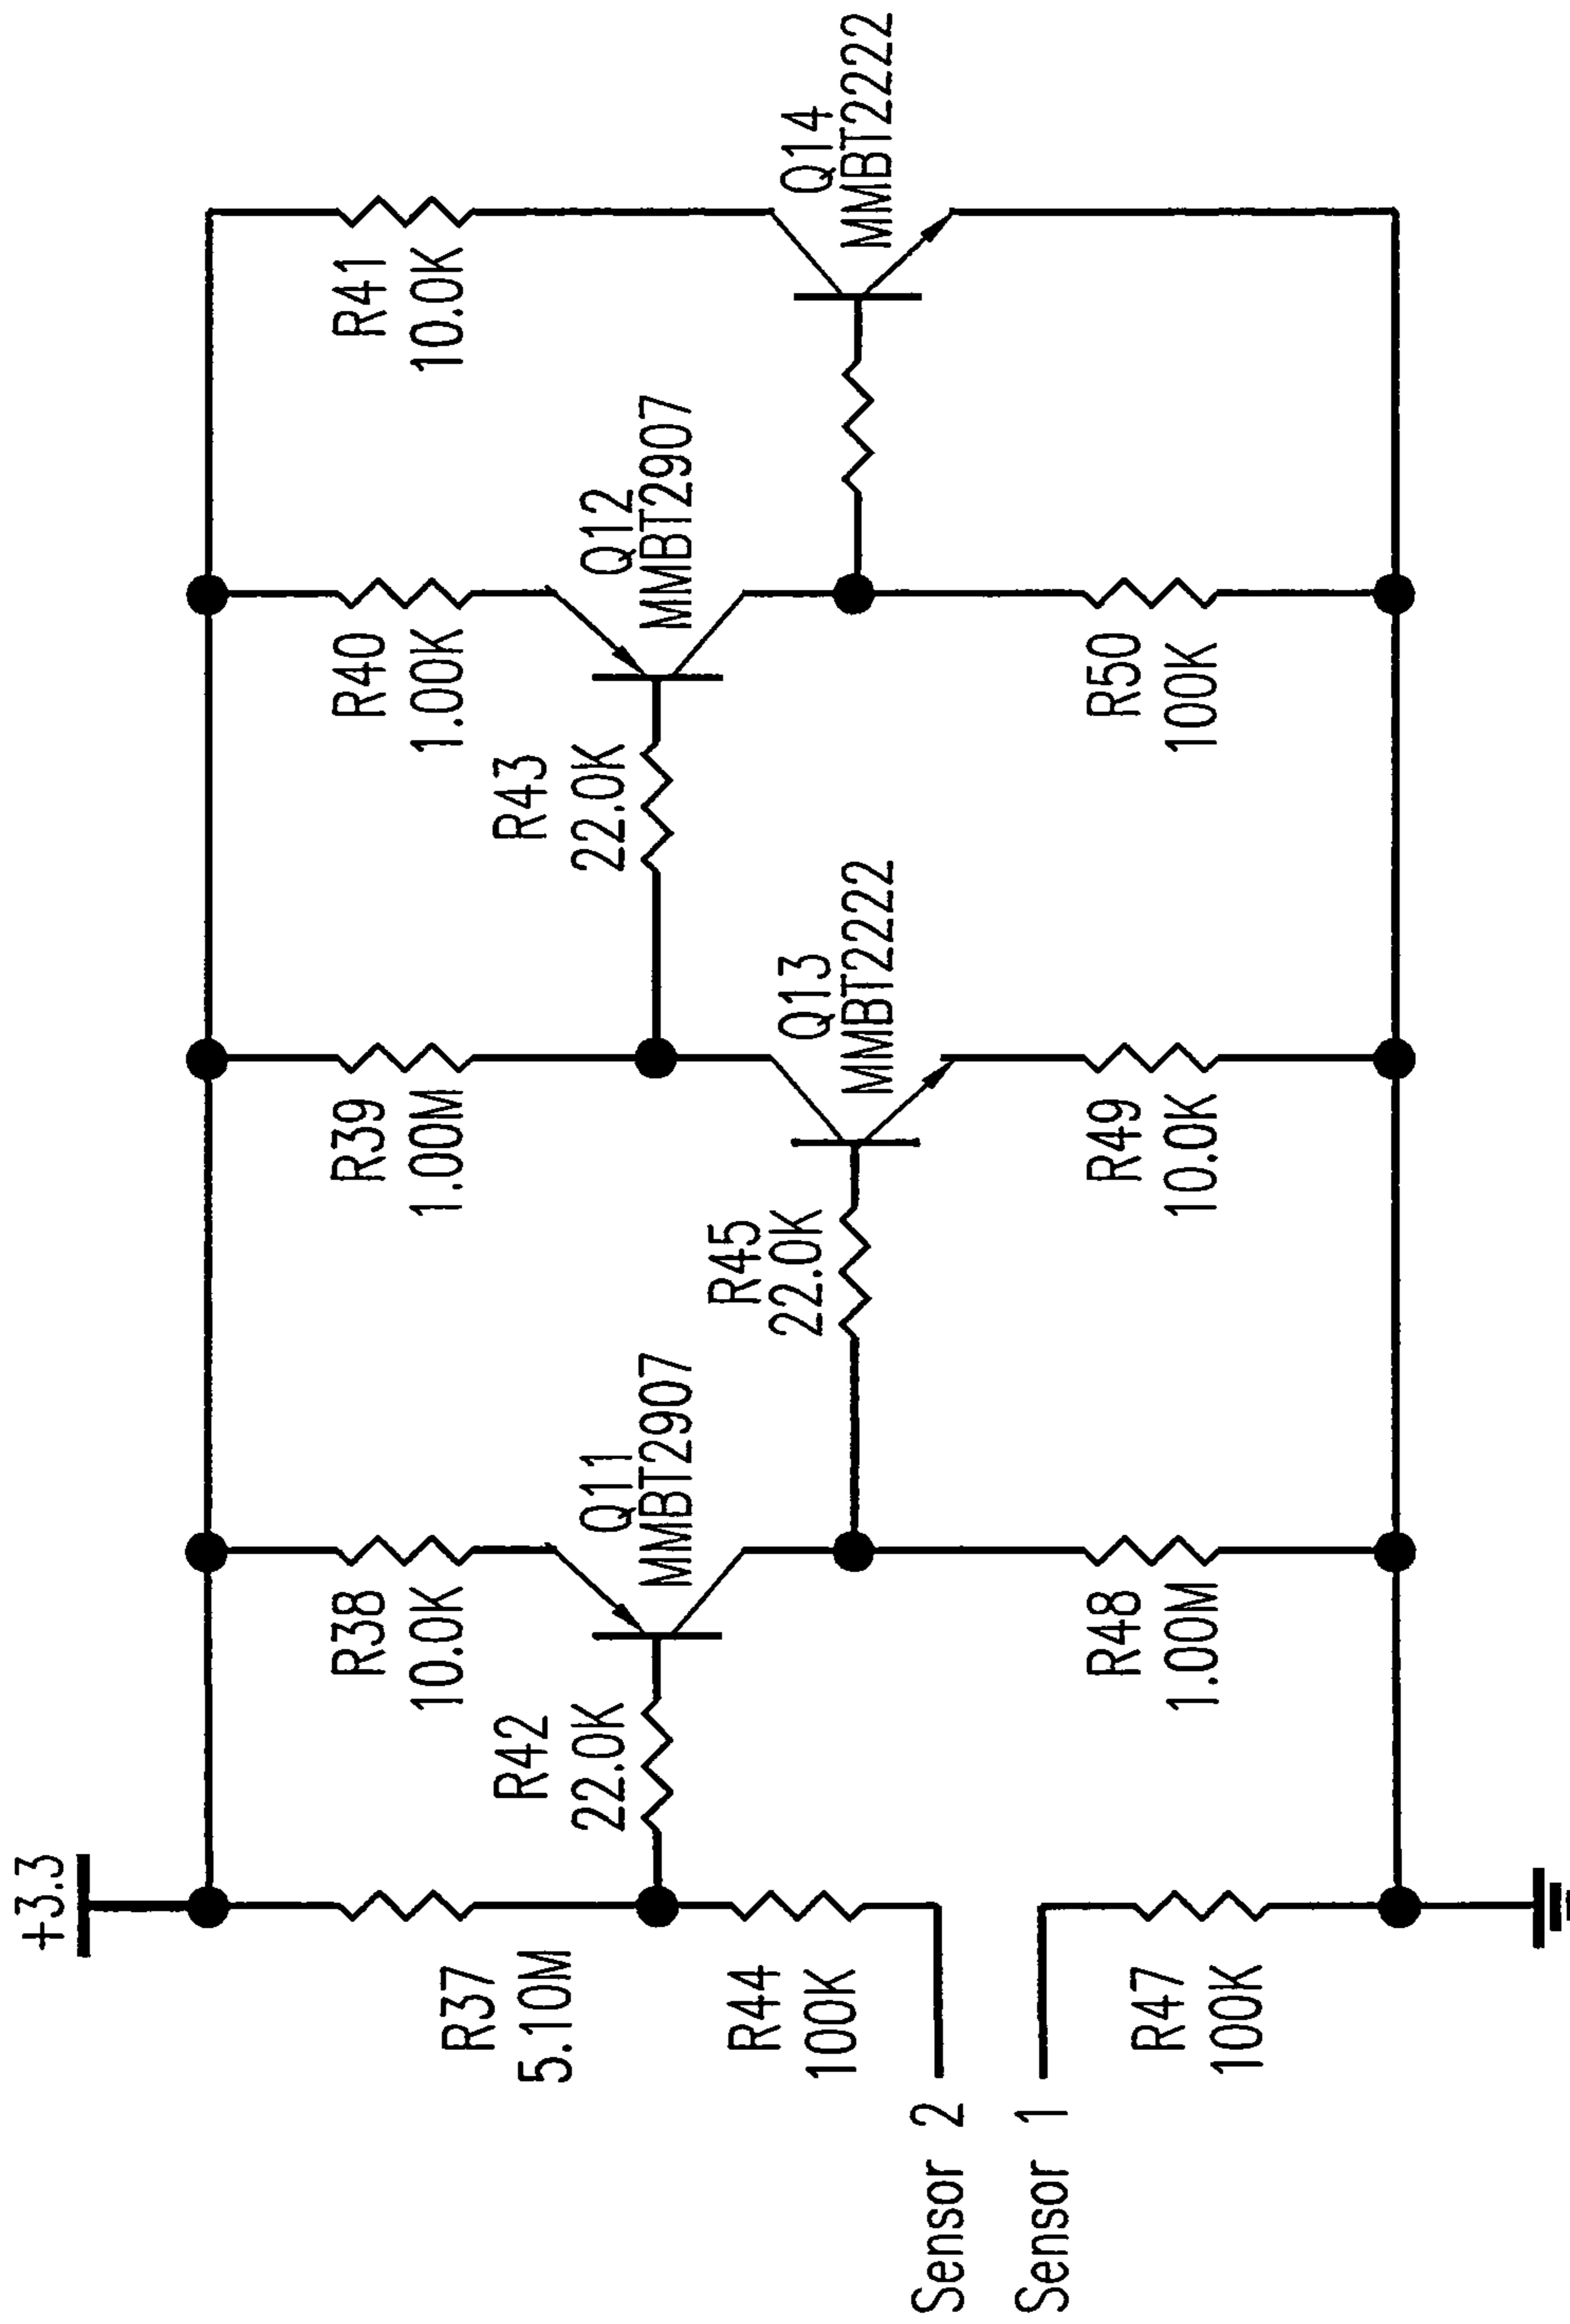 +3.3
R37
5.10M
R44
100K
Sensor 2
Sensor 1
R47
100K
R42
22.0K
R38
10.0K
Q11
MMBT2907
R48
1.00M
R45
22.0K
R39
1.00M
Q13
MMBT2222
R49
10.0K
R43
22.0K
R40
1.00K
Q12
MMBT2907
R50
100K
R41
10.0K
Q14
MMBT2222